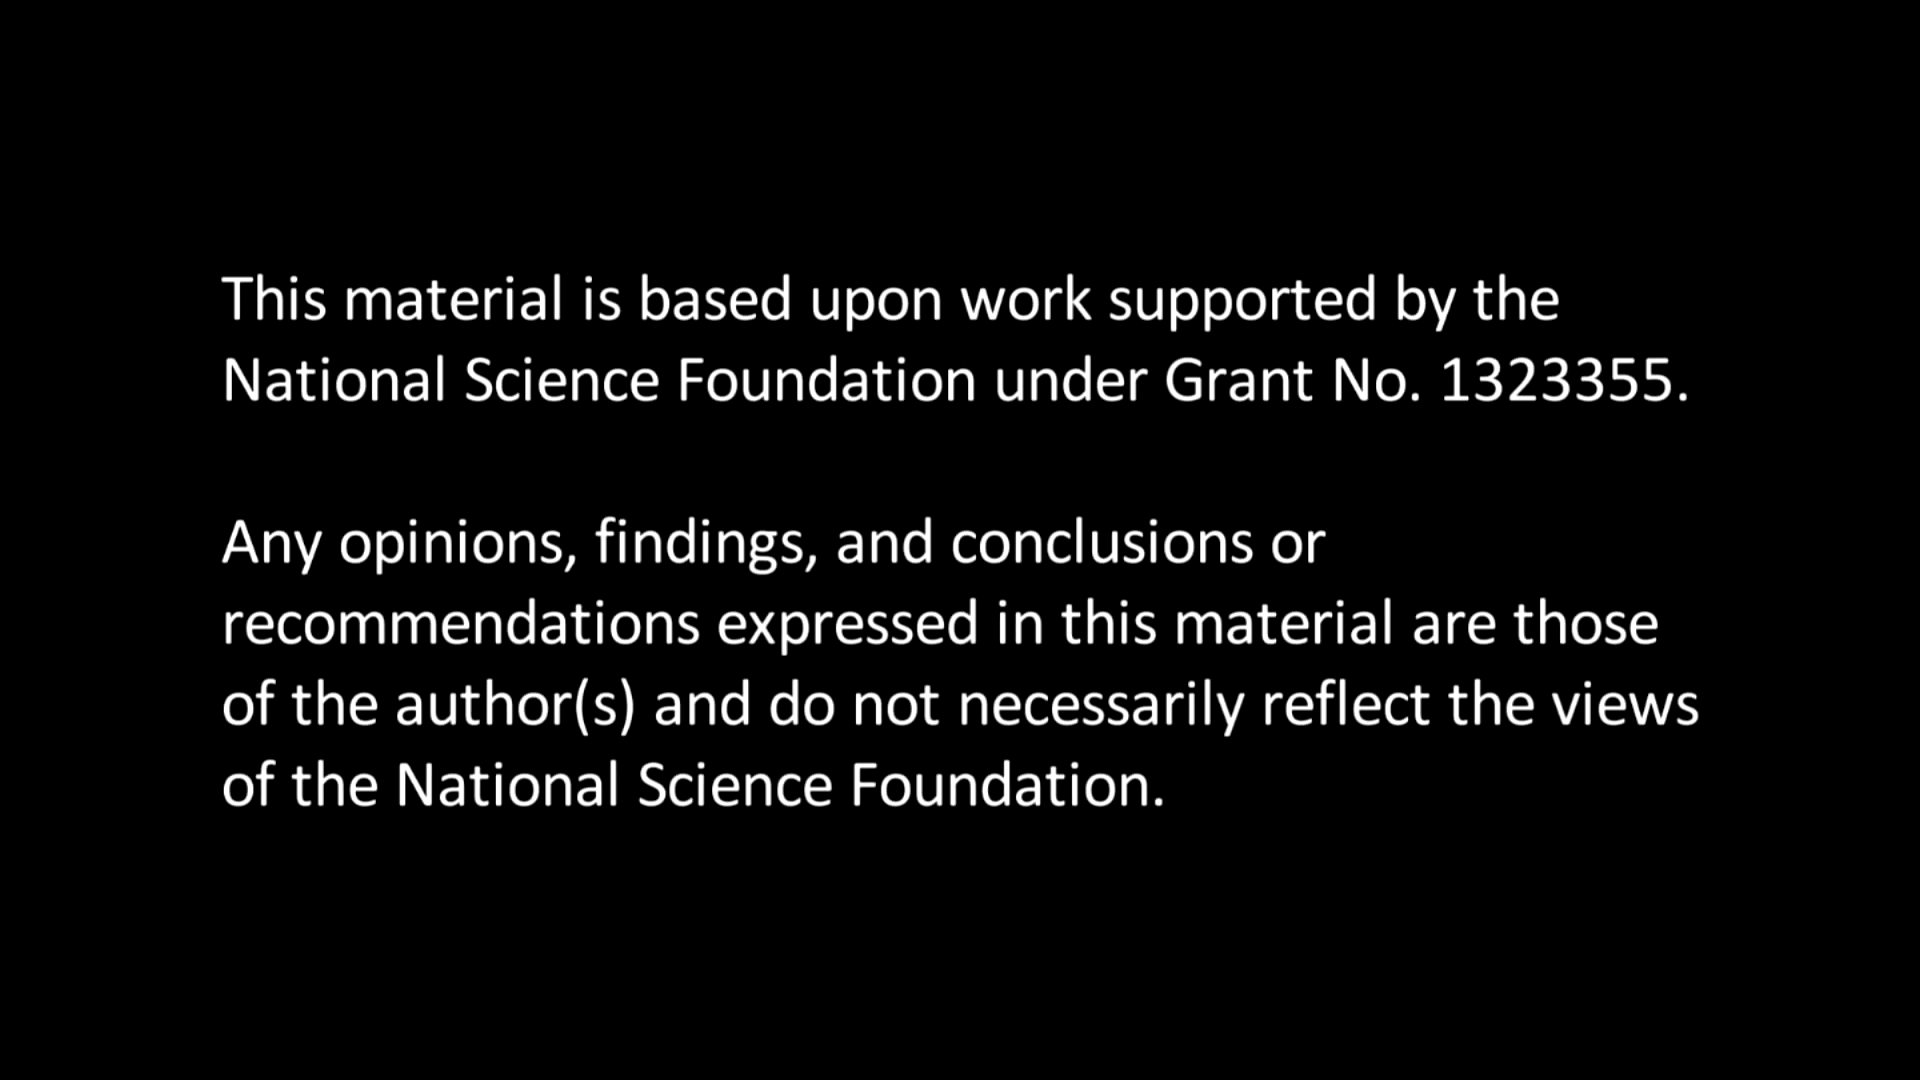 This material is based upon work supported by the
National Science Foundation under Grant No. 1323355.
Any opinions, findings, and conclusions or
recommendations expressed in this material are those
of the author(s) and do not necessarily reflect the views
of the National Science Foundation.